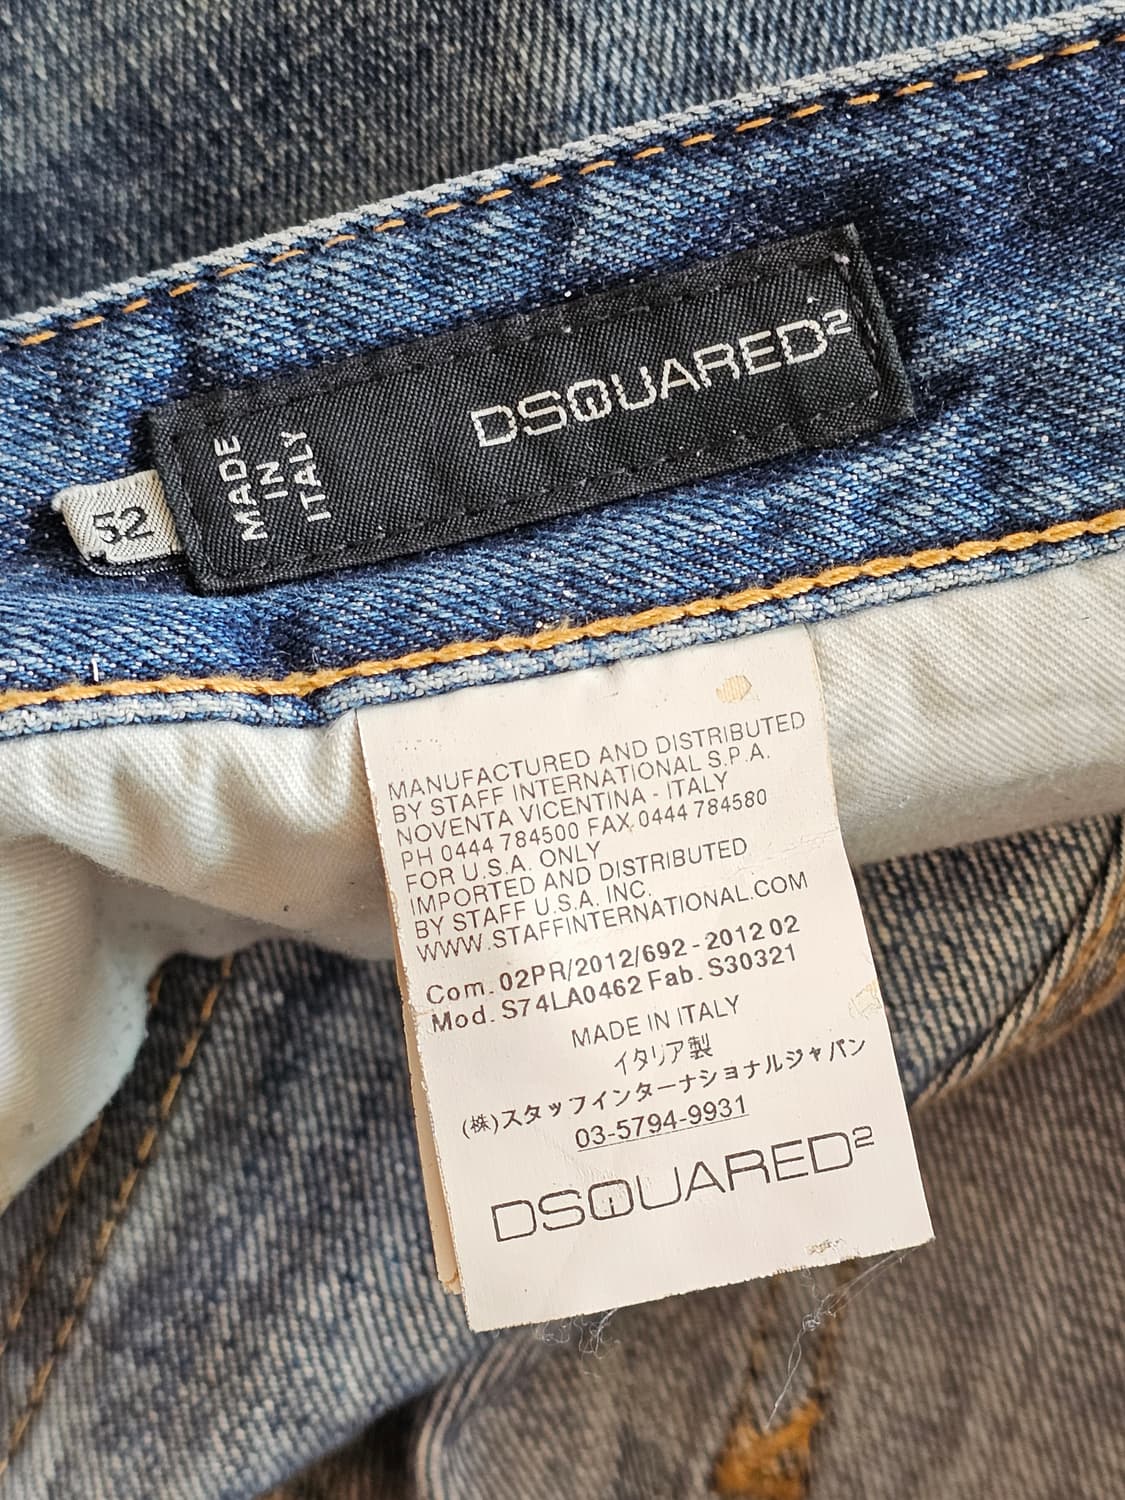 DSQUARED²
MADE
IN
ITALY
52
MANUFACTURED AND DISTRIBUTED
BY STAFF INTERNATIONAL S.P.A.
NOVENTA VICENTINA - ITALY
PH 0444 784500 FAX 0444 784580
FOR U.S.A. ONLY
IMPORTED AND DISTRIBUTED
BY STAFF U.S.A. INC.
WWW.STAFFINTERNATIONAL.COM
Com. 02PR/2012/692 - 2012 02
Mod. S74LA0462 Fab. S30321
MADE IN ITALY
イタリア製
(株)スタッフインターナショナルジャパン
03-5794-9931
DSQUARED²